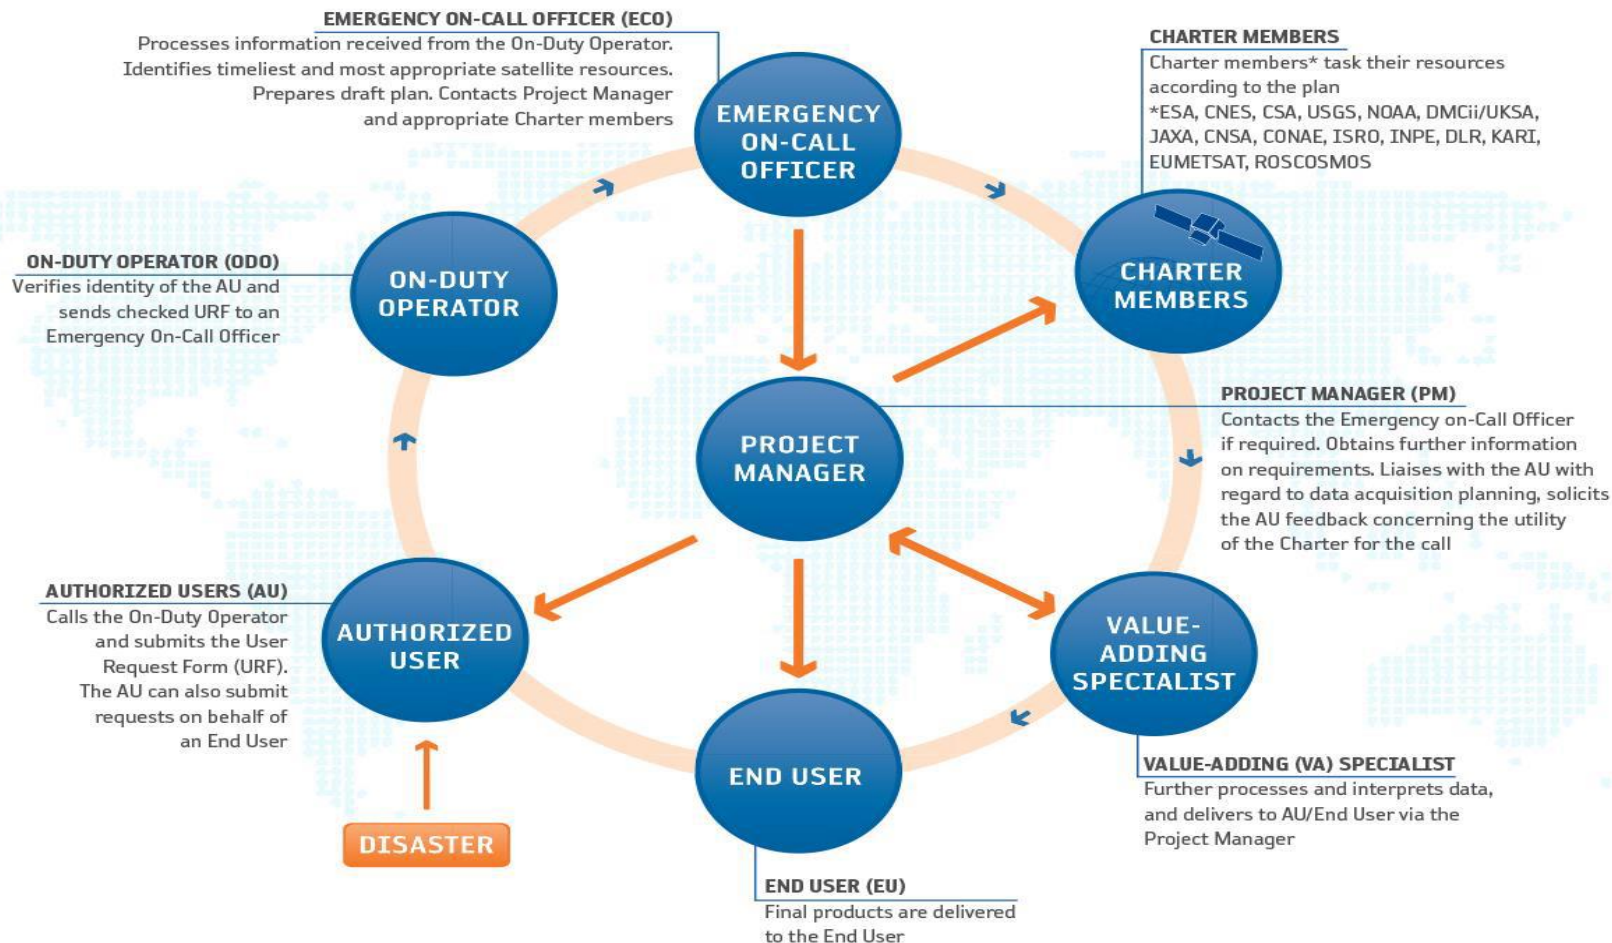 EMERGENCY ON-CALL OFFICER (ECO)
Processes information received from the On-Duty Operator.
Identifies timeliest and most appropriate satellite resources.
Prepares draft plan. Contacts Project Manager
and appropriate Charter members
CHARTER MEMBERS
Charter members* task their resources
according to the plan
*ESA, CNES, CSA, USGS, NOAA, DMCii/UKSA,
JAXA, CNSA, CONAE, ISRO, INPE, DLR, KARI,
EUMETSAT, ROSCOSMOS
EMERGENCY
ON-CALL
OFFICER
ON-DUTY OPERATOR (ODO)
Verifies identity of the AU and
sends checked URF to an
Emergency On-Call Officer
ON-DUTY
OPERATOR
CHARTER
MEMBERS
PROJECT MANAGER (PM)
Contacts the Emergency on-Call Officer
if required. Obtains further information
on requirements. Liaises with the AU with
regard to data acquisition planning, solicits
the AU feedback concerning the utility
of the Charter for the call
PROJECT
MANAGER
AUTHORIZED USERS (AU)
Calls the On-Duty Operator
and submits the User
Request Form (URF).
The AU can also submit
requests on behalf of
an End User
AUTHORIZED
USER
VALUE-
ADDING
SPECIALIST
END USER
VALUE-ADDING (VA) SPECIALIST
Further processes and interprets data,
and delivers to AU/End User via the
Project Manager
DISASTER
END USER (EU)
Final products are delivered
to the End User